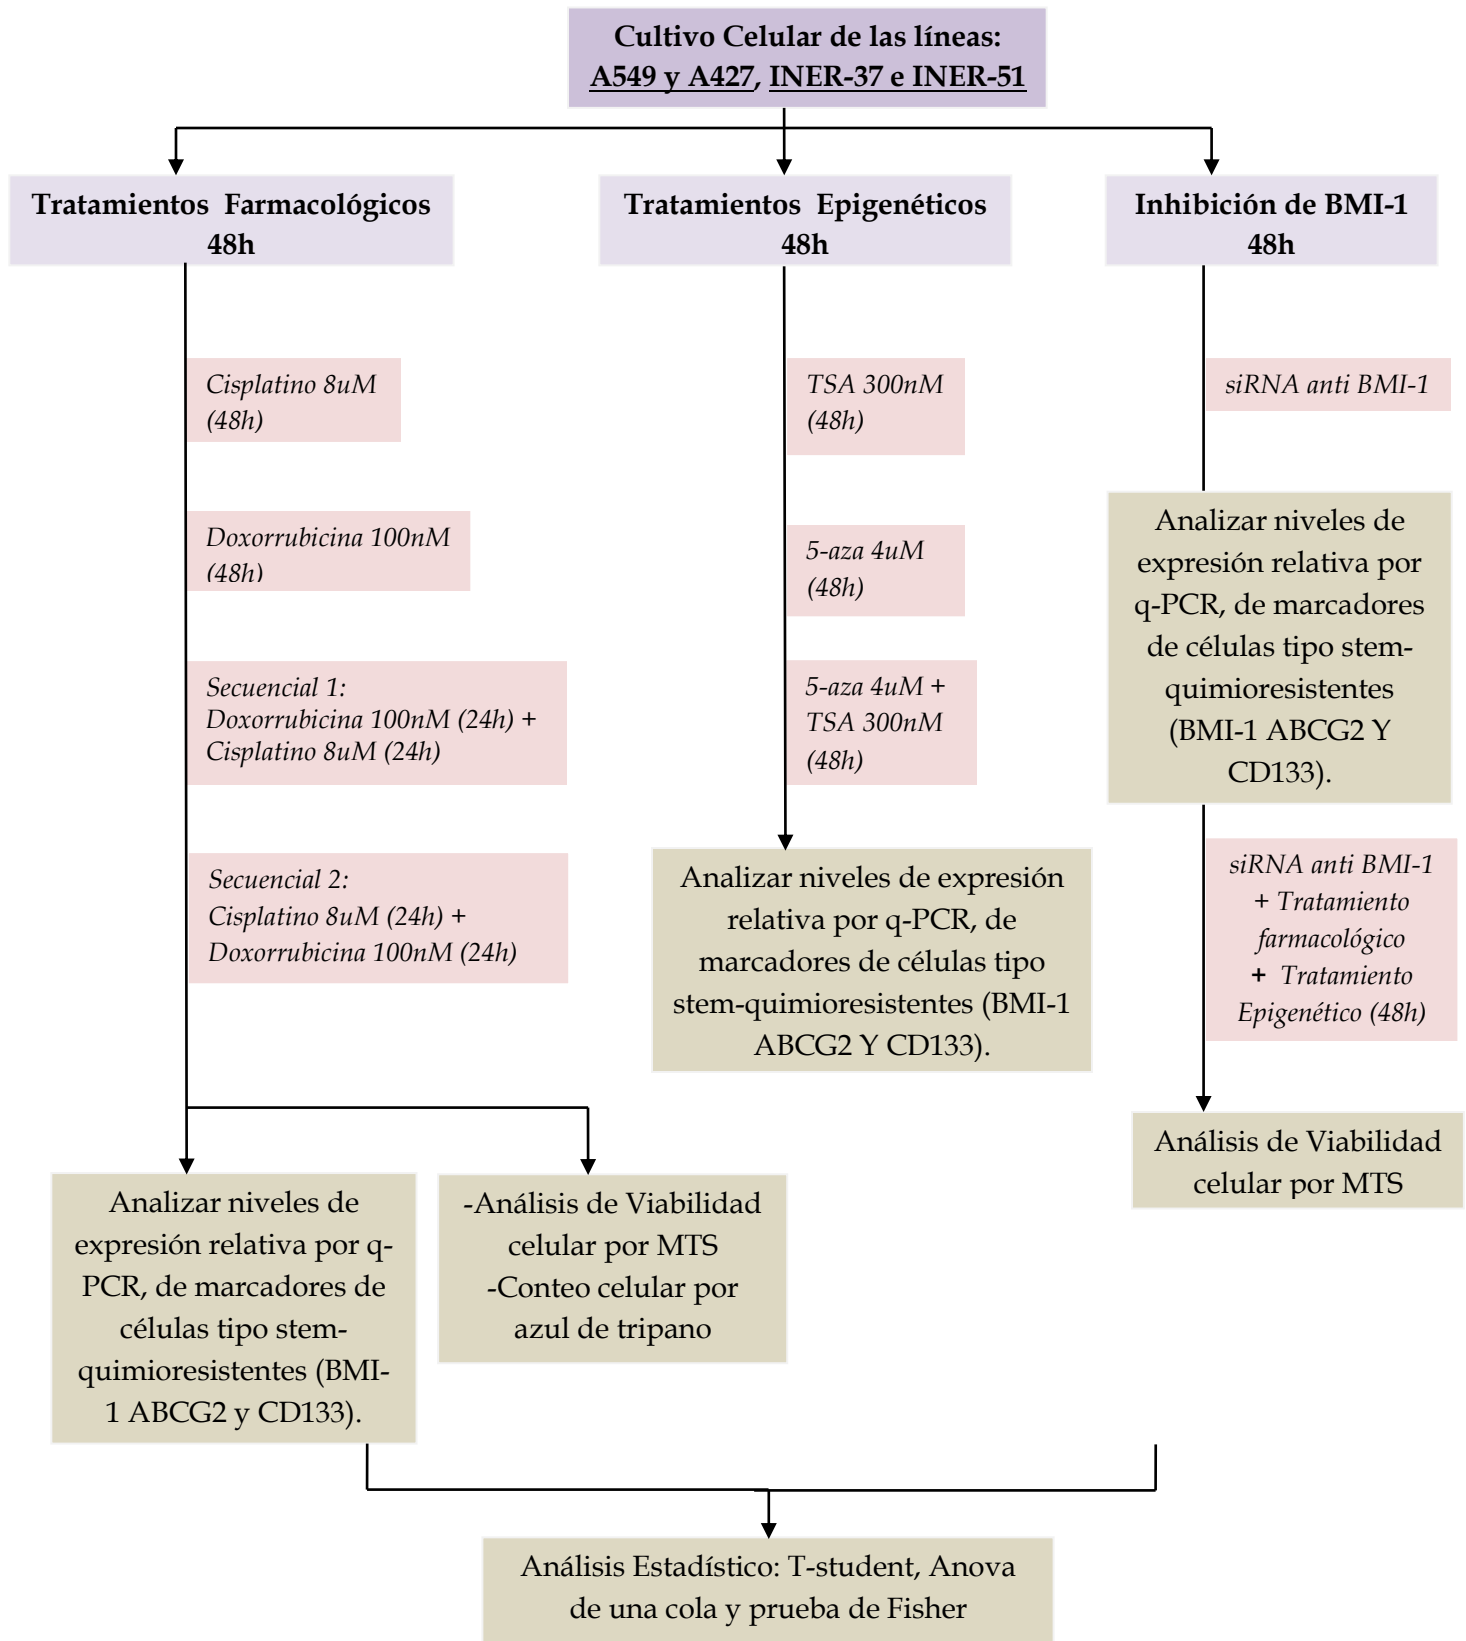 Cultivo Celular de las líneas:
A549 y A427, INER-37 e INER-51
Tratamientos Farmacológicos
48h
Tratamientos Epigenéticos
48h
Inhibición de BMI-1
48h
Cisplatino 8uM
(48h)
Doxorrubicina 100nM
(48h)
Secuencial 1:
Doxorrubicina 100nM (24h) +
Cisplatino 8uM (24h)
Secuencial 2:
Cisplatino 8uM (24h) +
Doxorrubicina 100nM (24h)
TSA 300nM
(48h)
5-aza 4uM
(48h)
5-aza 4uM +
TSA 300nM
(48h)
Analizar niveles de expresión
relativa por q-PCR, de
marcadores de células tipo
stem-quimioresistentes (BMI-1
ABCG2 Y CD133).
siRNA anti BMI-1
Analizar niveles de
expresión relativa por
q-PCR, de marcadores
de células tipo stem-
quimioresistentes
(BMI-1 ABCG2 Y
CD133).
siRNA anti BMI-1
+ Tratamiento
farmacológico
+ Tratamiento
Epigenético (48h)
Análisis de Viabilidad
celular por MTS
Analizar niveles de
expresión relativa por q-
PCR, de marcadores de
células tipo stem-
quimioresistentes (BMI-
1 ABCG2 y CD133).
-Análisis de Viabilidad
celular por MTS
-Conteo celular por
azul de tripano
Análisis Estadístico: T-student, Anova
de una cola y prueba de Fisher